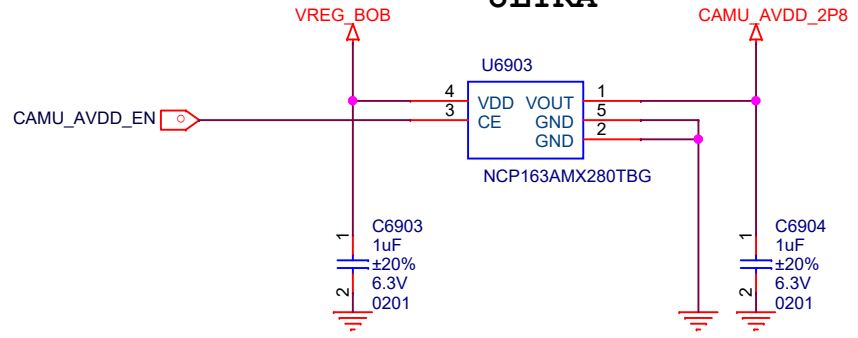 VREG_BOB
CAMU_AVDD_2P8
U6903
CAMU_AVDD_EN
4 VDD VOUT 1
3 CE GND 5
GND 2
NCP163AMX280TBG
1 C6903
1uF
±20%
2 6.3V
0201
1 C6904
1uF
±20%
2 6.3V
0201